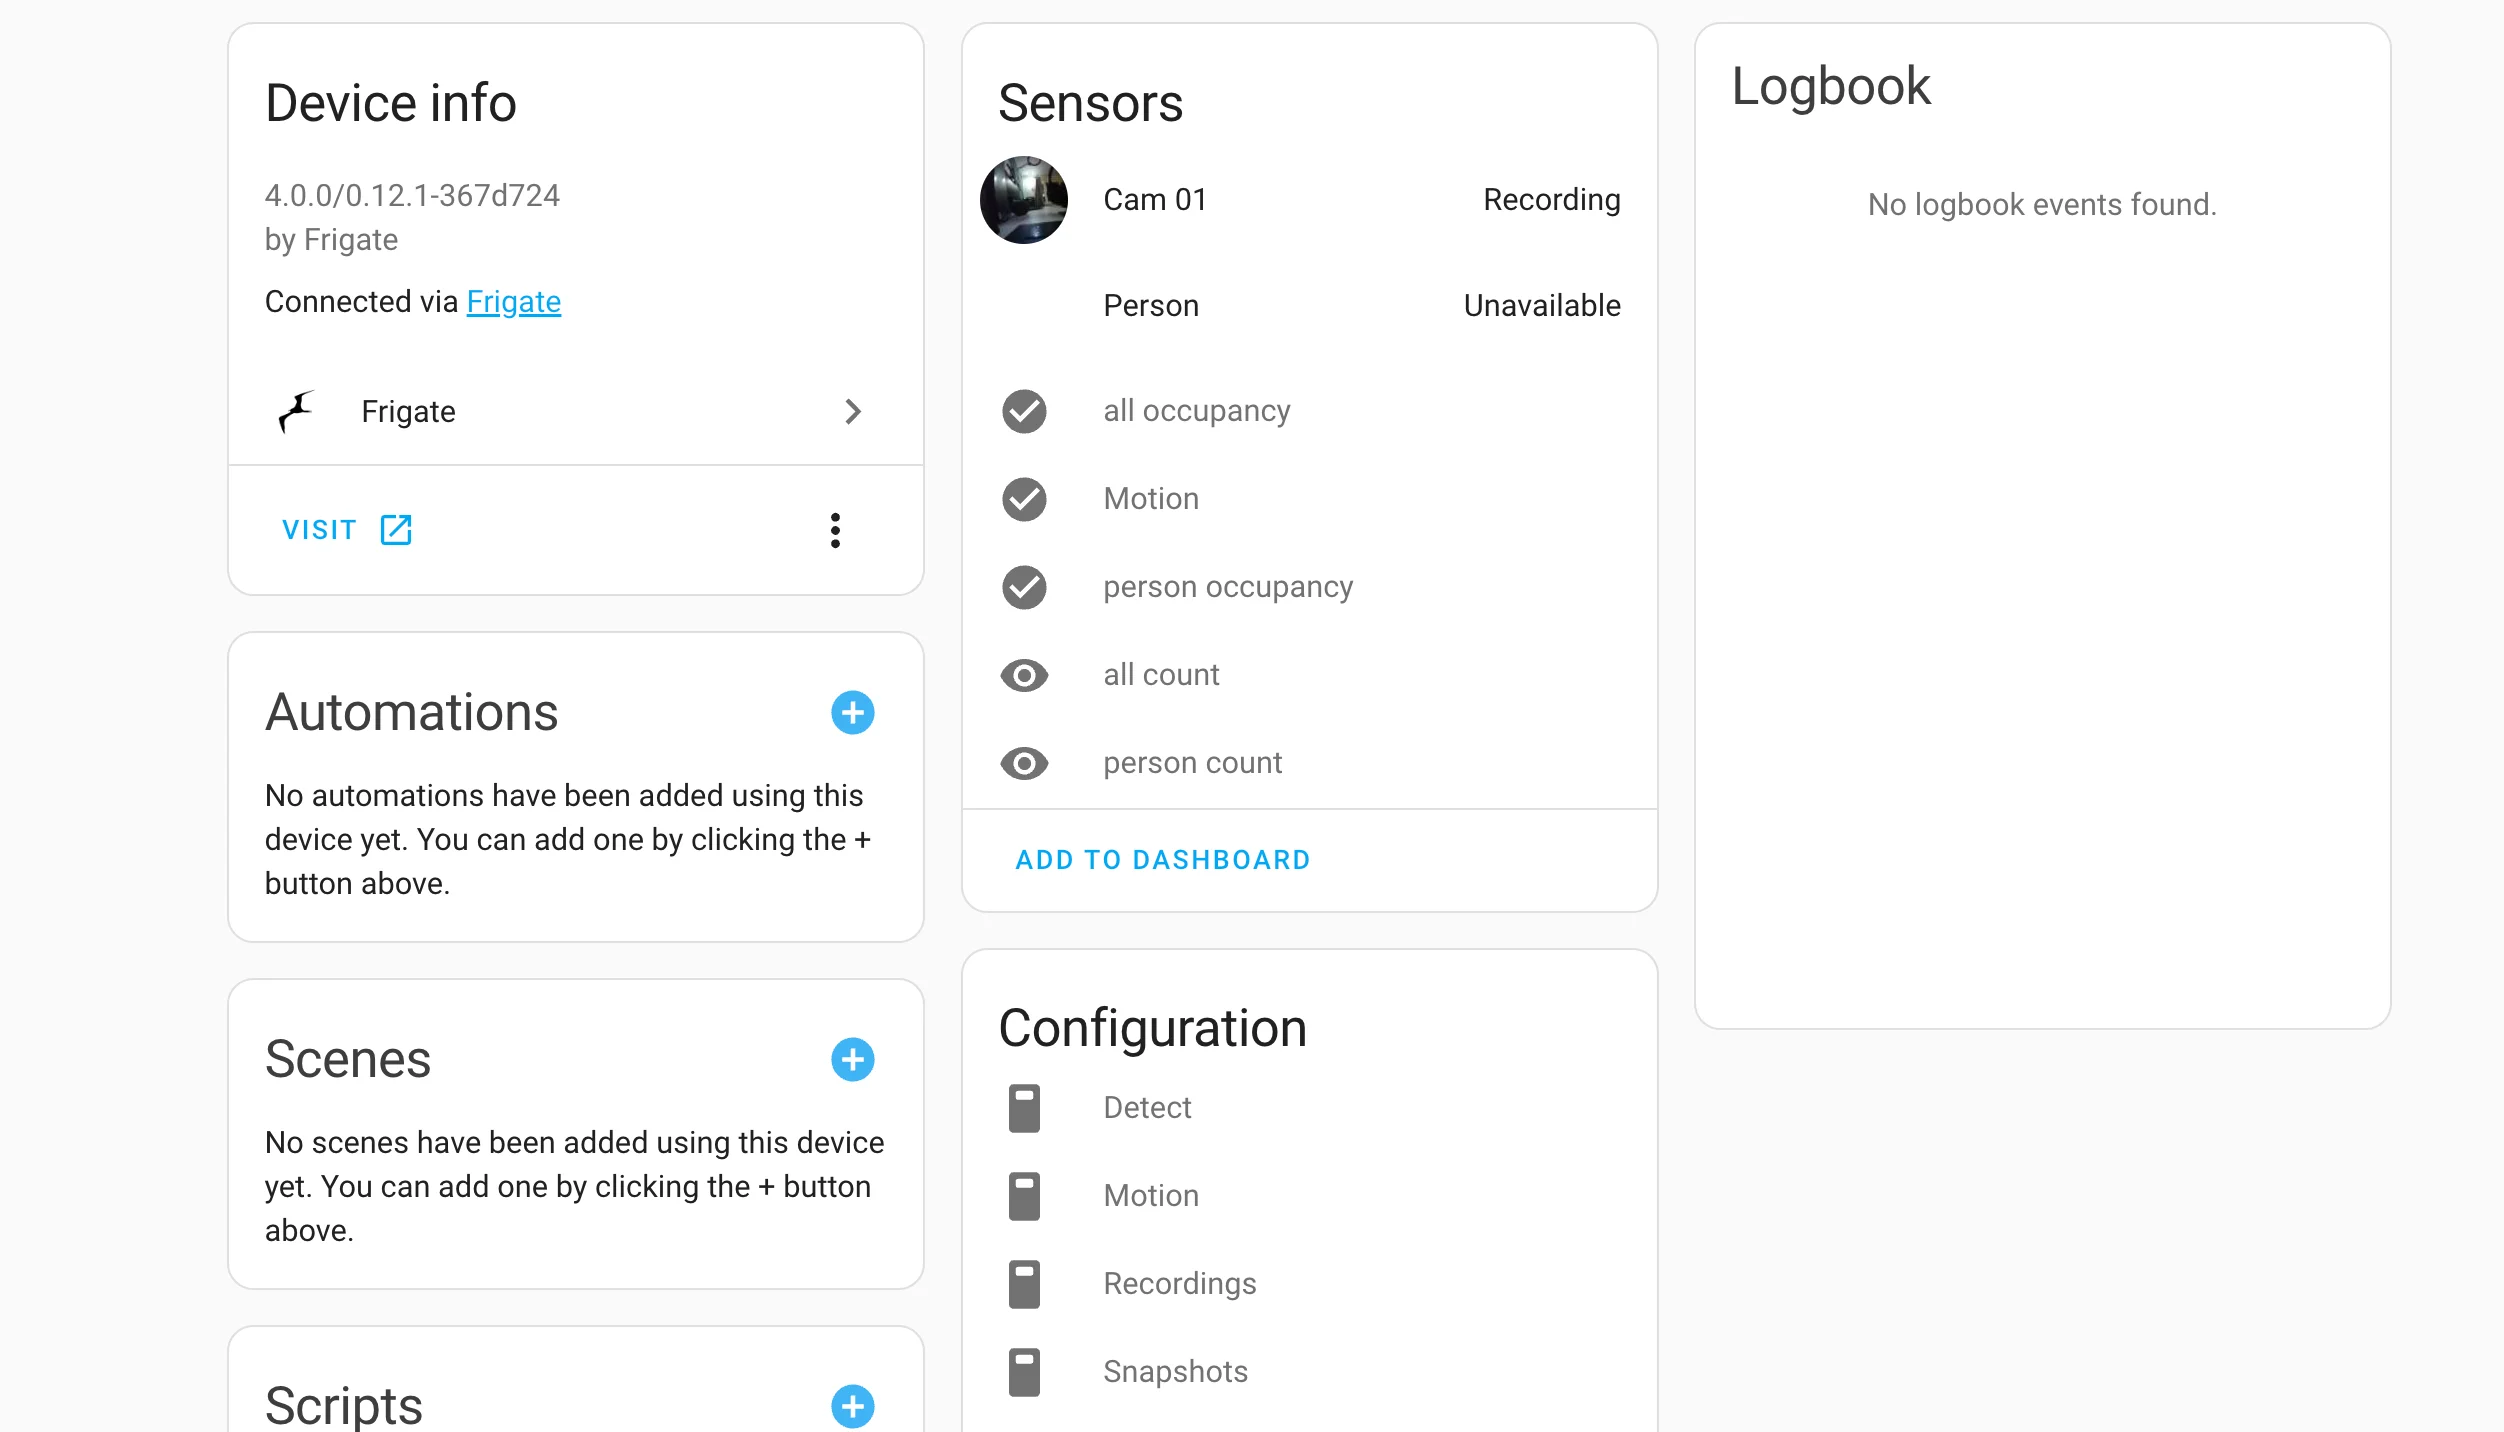 Device info
4.0.0/0.12.1-367d724
by Frigate
Connected via Frigate
Frigate
VISIT
Automations
No automations have been added using this
device yet. You can add one by clicking the +
button above.
Scenes
No scenes have been added using this device
yet. You can add one by clicking the + button
above.
Scripts
Sensors
Cam 01 Recording
Person Unavailable
all occupancy
Motion
person occupancy
all count
person count
ADD TO DASHBOARD
Configuration
Detect
Motion
Recordings
Snapshots
Logbook
No logbook events found.